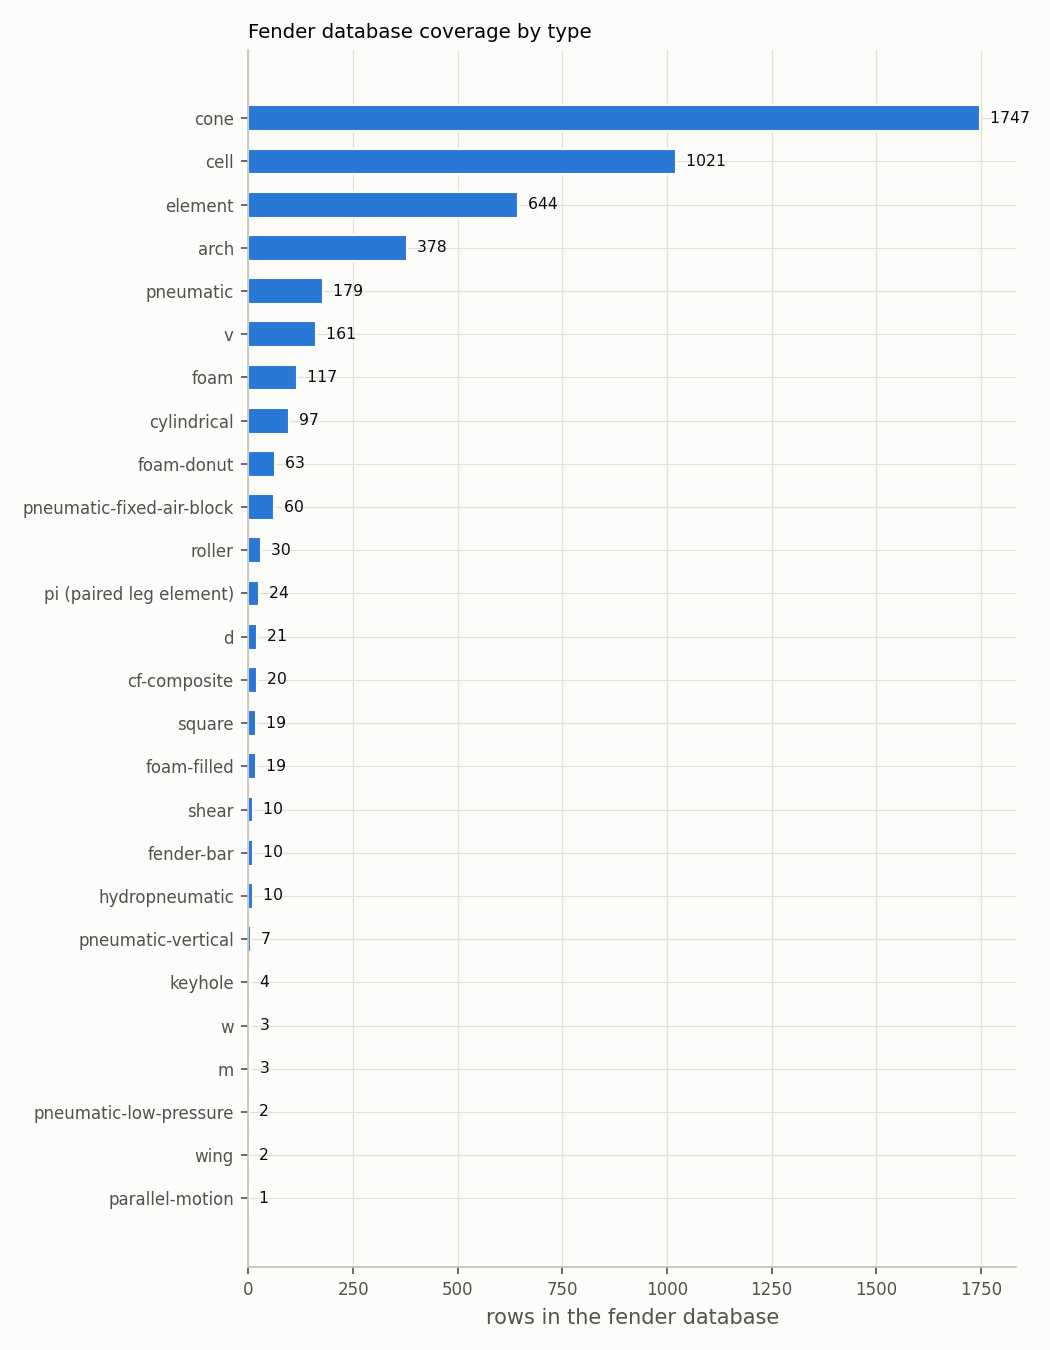 Fender database coverage by type
cone 1747
cell 1021
element 644
arch 378
pneumatic 179
v 161
foam 117
cylindrical 97
foam-donut 63
pneumatic-fixed-air-block 60
roller 30
pi (paired leg element) 24
d 21
cf-composite 20
square 19
foam-filled 19
shear 10
fender-bar 10
hydropneumatic 10
pneumatic-vertical 7
keyhole 4
w 3
m 3
pneumatic-low-pressure 2
wing 2
parallel-motion 1
0 250 500 750 1000 1250 1500 1750
rows in the fender database